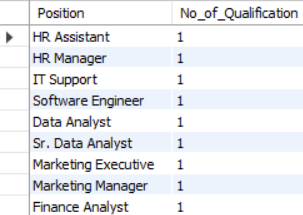 Position No_of_Qualification
HR Assistant 1
HR Manager 1
IT Support 1
Software Engineer 1
Data Analyst 1
Sr. Data Analyst 1
Marketing Executive 1
Marketing Manager 1
Finance Analyst 1